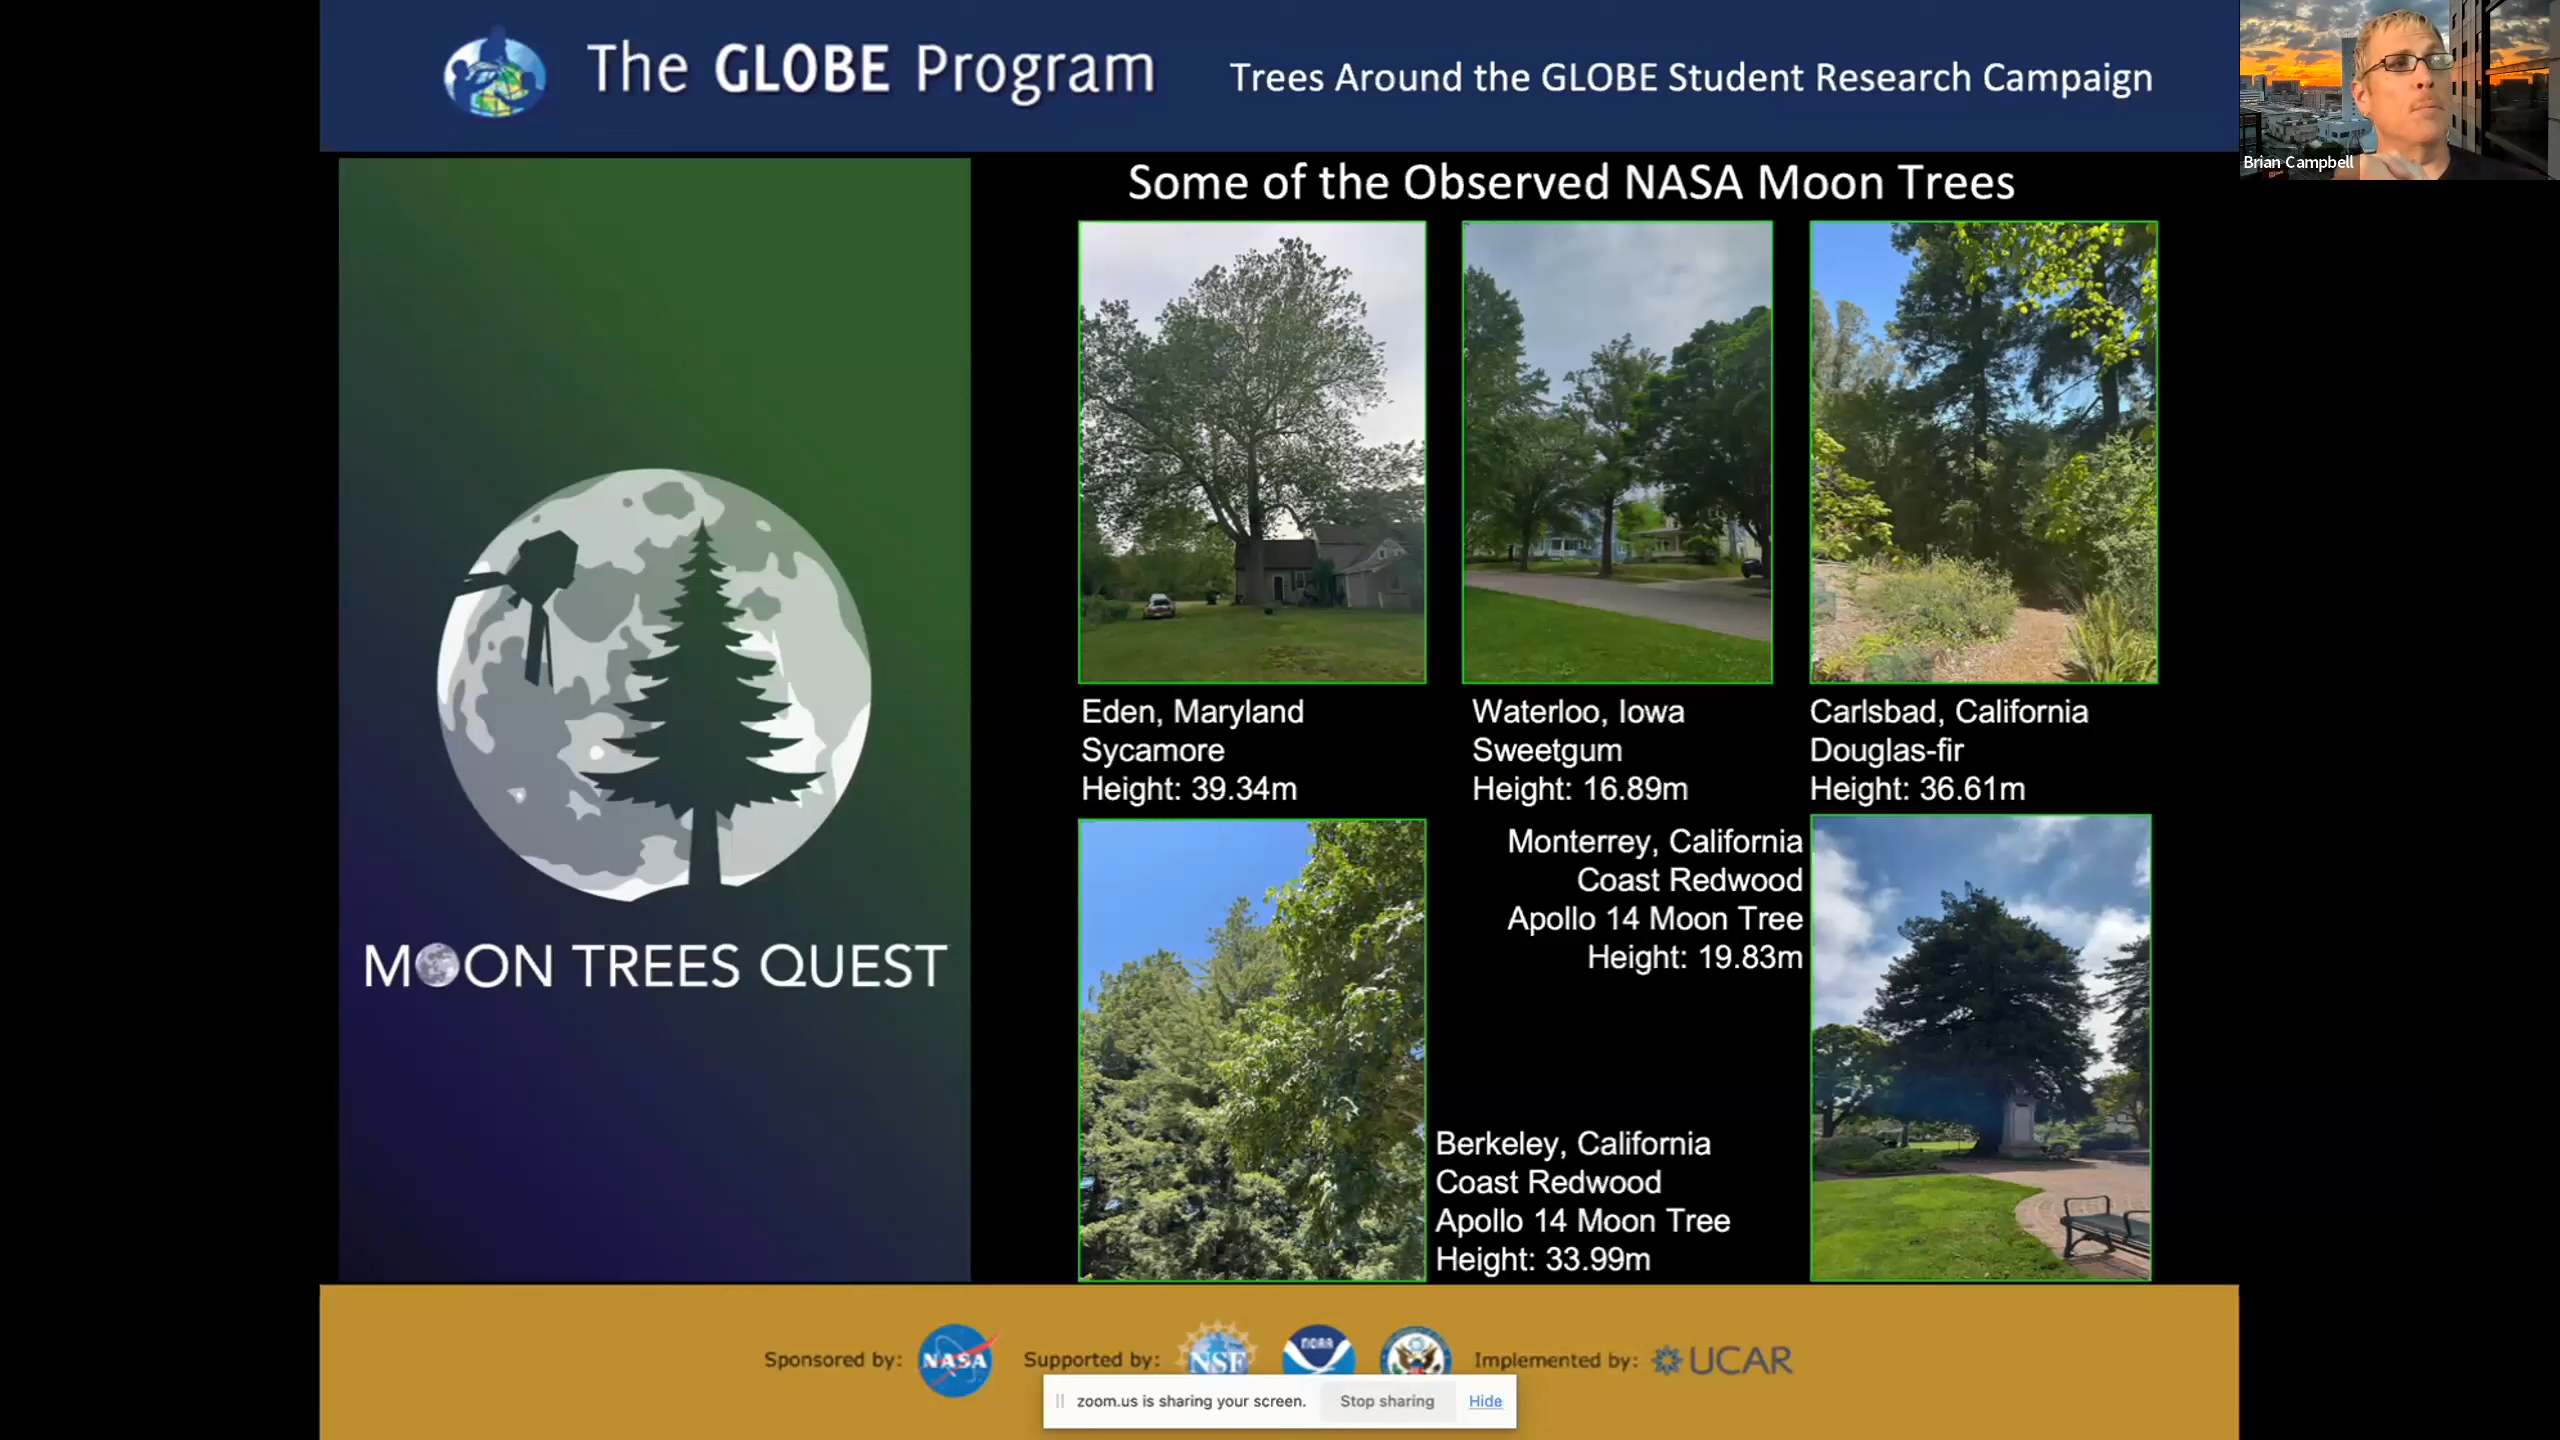 The GLOBE Program
Trees Around the GLOBE Student Research Campaign
Brian Campbell
Some of the Observed NASA Moon Trees
Eden, Maryland
Sycamore
Height: 39.34m
Waterloo, Iowa
Sweetgum
Height: 16.89m
Carlsbad, California
Douglas-fir
Height: 36.61m
Monterrey, California
Coast Redwood
Apollo 14 Moon Tree
Height: 19.83m
MOON TREES QUEST
Berkeley, California
Coast Redwood
Apollo 14 Moon Tree
Height: 33.99m
Sponsored by:
NASA
Supported by:
NSF
NOAA
Implemented by:
UCAR
zoom.us is sharing your screen.
Stop sharing
Hide